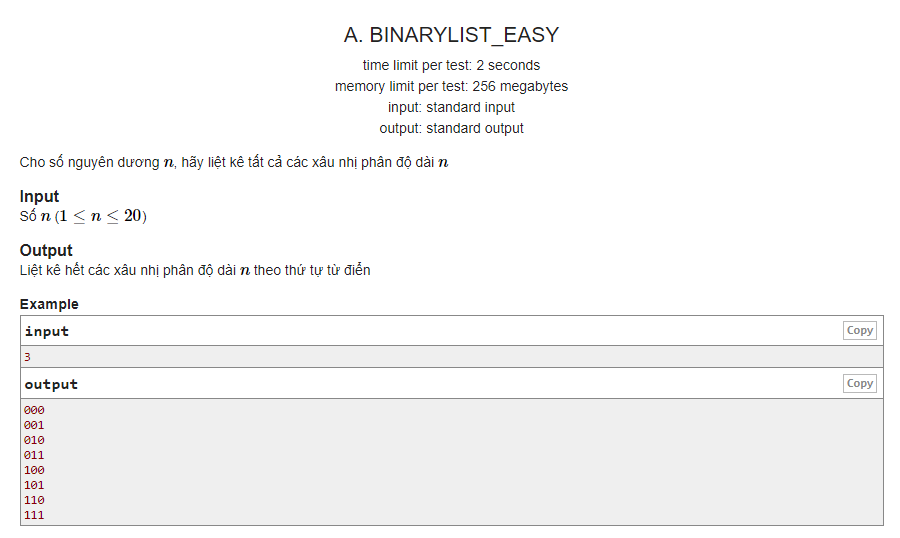 A. BINARYLIST_EASY
time limit per test: 2 seconds
memory limit per test: 256 megabytes
input: standard input
output: standard output
Cho số nguyên dương n, hãy liệt kê tất cả các xâu nhị phân độ dài n
Input
Số n (1 ≤ n ≤ 20)
Output
Liệt kê hết các xâu nhị phân độ dài n theo thứ tự từ điển
Example
input Copy
3
output Copy
000
001
010
011
100
101
110
111